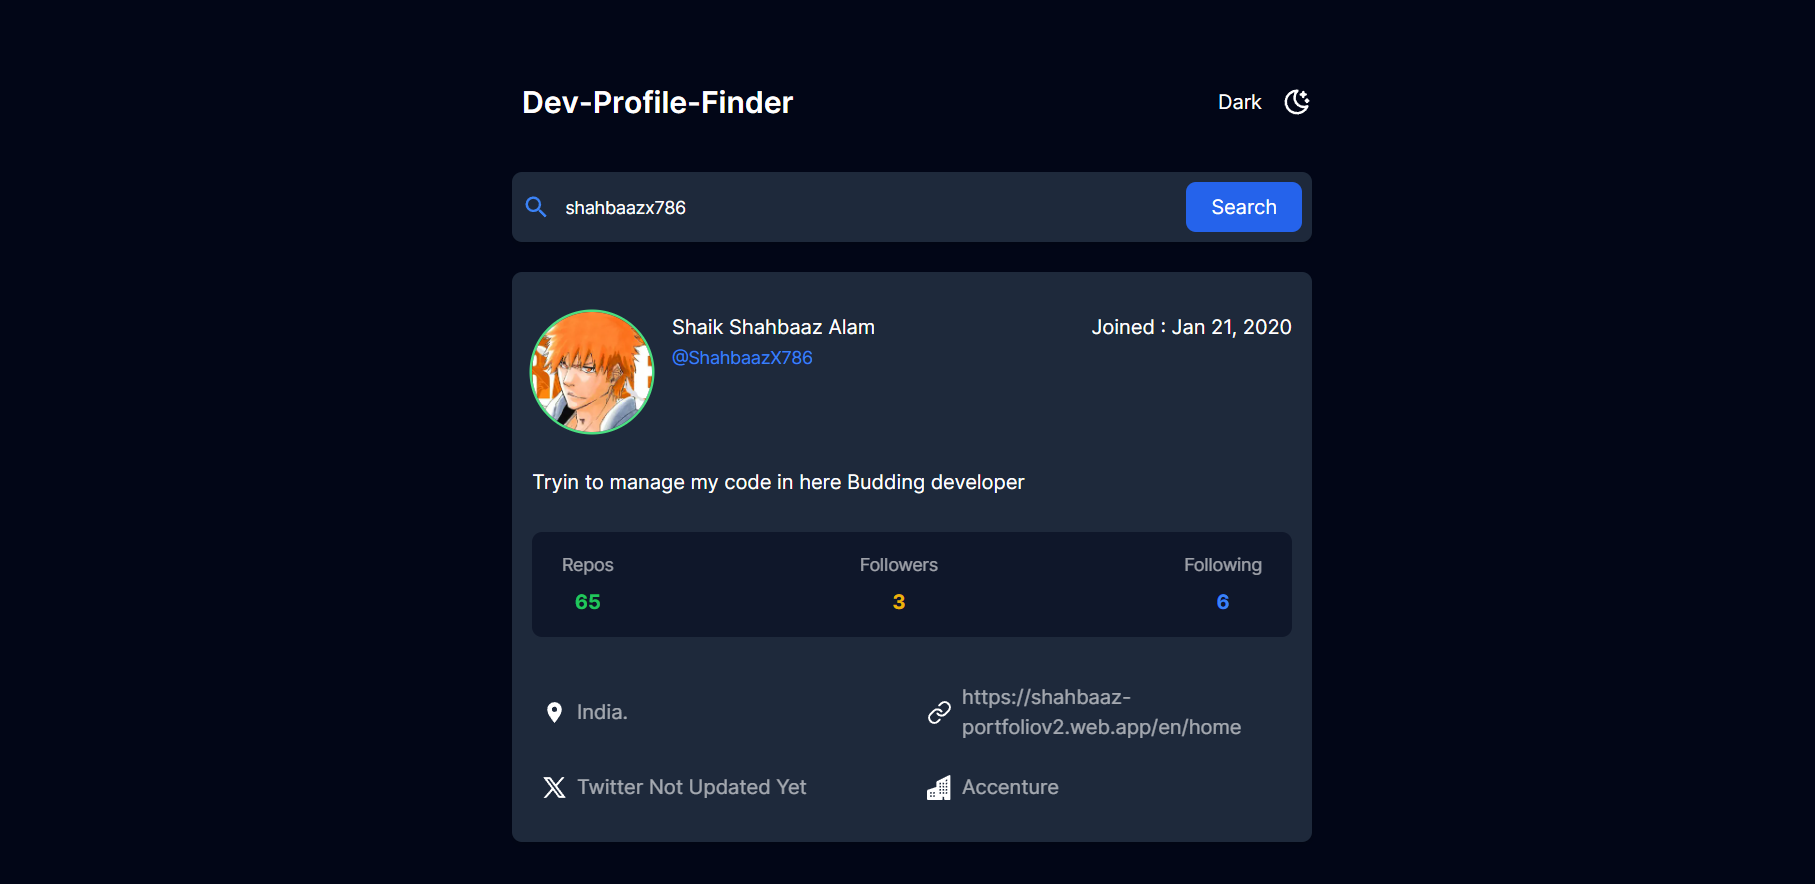 Dev-Profile-Finder
Dark
shahbaazx786
Search
Shaik Shahbaaz Alam
Joined : Jan 21, 2020
@ShahbaazX786
Tryin to manage my code in here Budding developer
Repos
Followers
Following
65
3
6
India.
https://shahbaaz-
portfoliov2.web.app/en/home
Twitter Not Updated Yet
Accenture